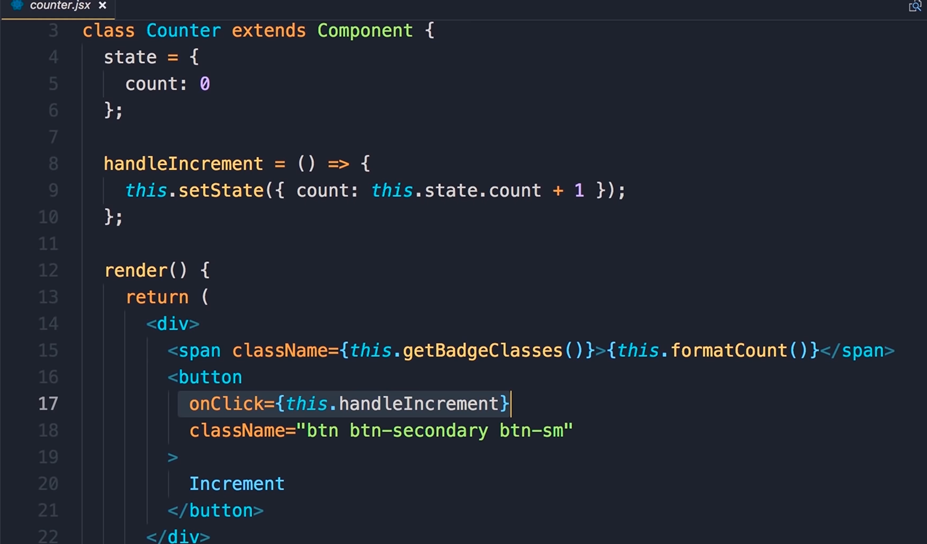 counter.jsx ×
3 class Counter extends Component {
4 state = {
5 count: 0
6 };
7
8 handleIncrement = () => {
9 this.setState({ count: this.state.count + 1 });
10 };
11
12 render() {
13 return (
14 <div>
15 <span className={this.getBadgeClasses()}>{this.formatCount()}</span>
16 <button
17 onClick={this.handleIncrement}
18 className="btn btn-secondary btn-sm"
19 >
20 Increment
21 </button>
22 </div>